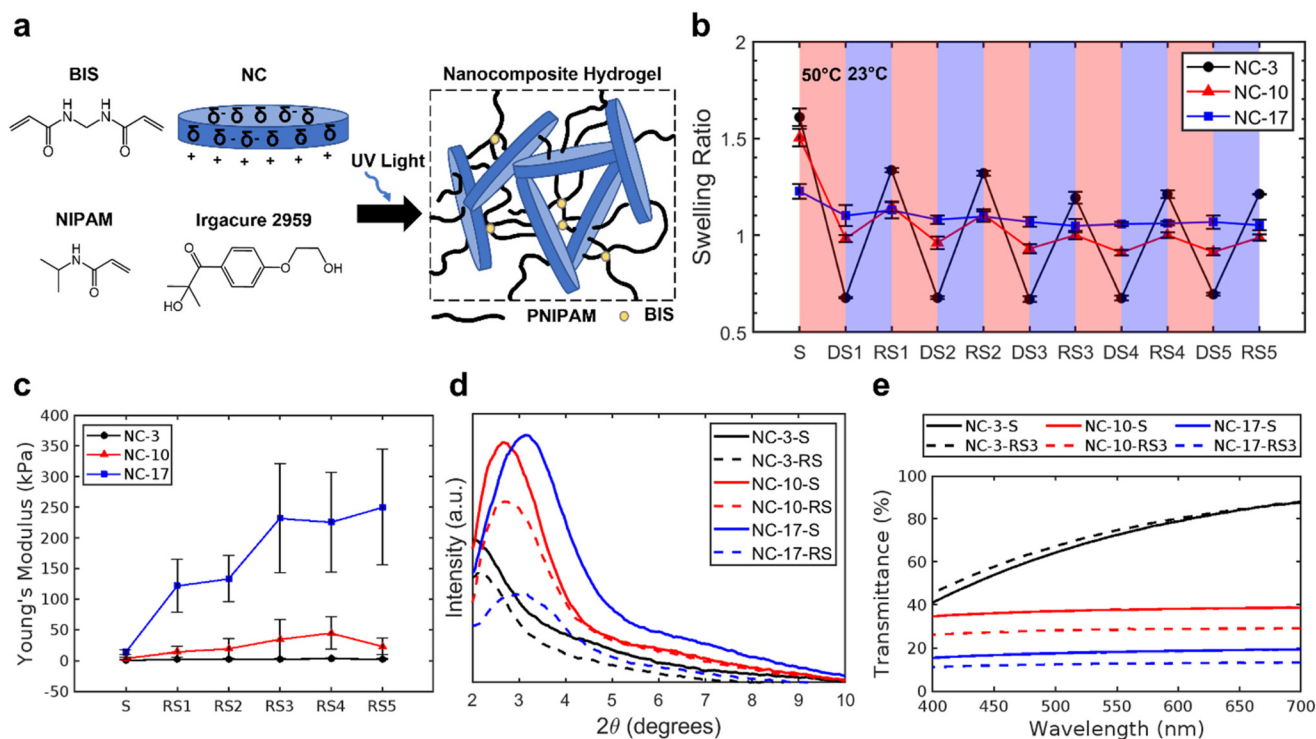 a
BIS
NC
H
N
H
N
O
O
δ- δ δ δ- δ
δ δ- δ- δ δ δ
+ + + + + +
NIPAM
H
N
O
Irgacure 2959
O
HO
O
OH
UV Light
Nanocomposite Hydrogel
PNIPAM
BIS
b
2
1.5
1
0.5
Swelling Ratio
50°C 23°C
NC-3
NC-10
NC-17
S DS1 RS1 DS2 RS2 DS3 RS3 DS4 RS4 DS5 RS5
c
400
350
300
250
200
150
100
50
0
-50
Young's Modulus (kPa)
NC-3
NC-10
NC-17
S RS1 RS2 RS3 RS4 RS5
d
Intensity (a.u.)
NC-3-S
NC-3-RS
NC-10-S
NC-10-RS
NC-17-S
NC-17-RS
2 3 4 5 6 7 8 9 10
2θ (degrees)
e
NC-3-S NC-10-S NC-17-S
NC-3-RS3 NC-10-RS3 NC-17-RS3
100
80
60
40
20
0
Transmittance (%)
400 450 500 550 600 650 700
Wavelength (nm)